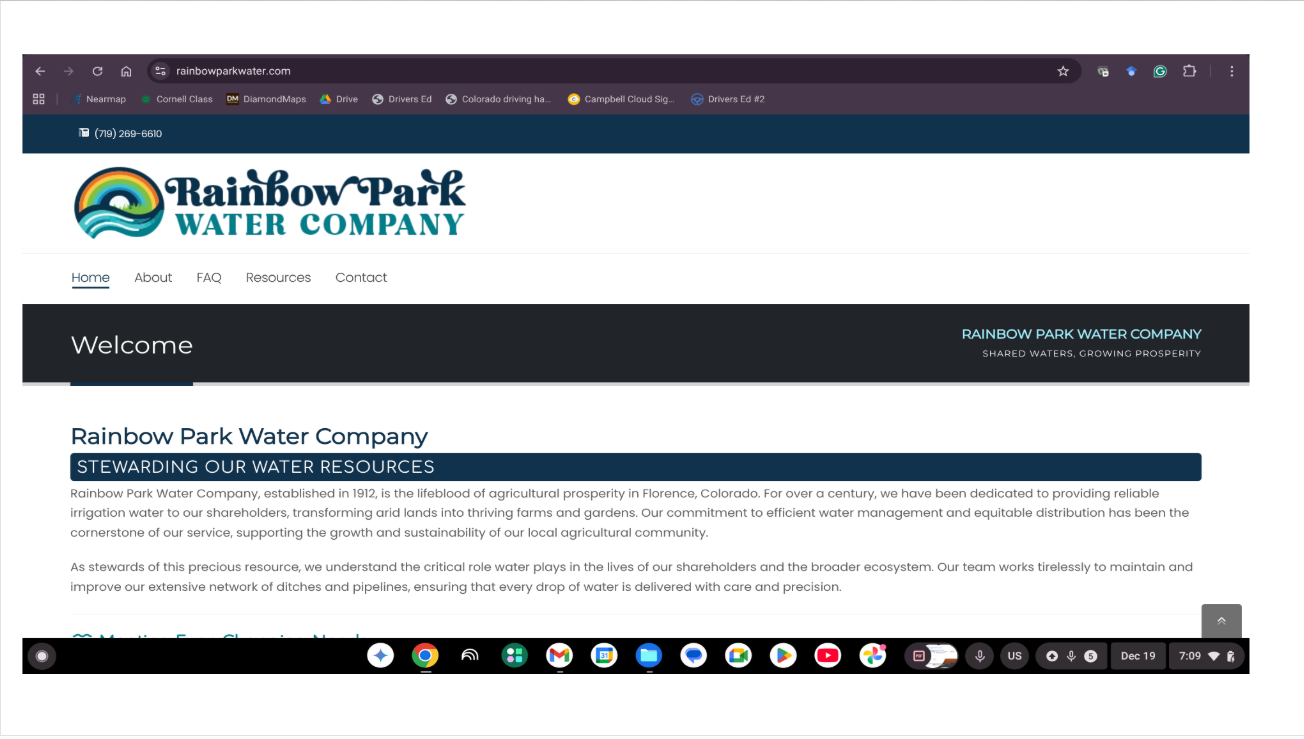 rainbowparkwater.com
Nearmap Cornell Class DM DiamondMaps Drive Drivers Ed Colorado driving ha... Campbell Cloud Sig... Drivers Ed #2
(719) 269-6610
Rainbow Park
WATER COMPANY
Home About FAQ Resources Contact
Welcome
RAINBOW PARK WATER COMPANY
SHARED WATERS, GROWING PROSPERITY
Rainbow Park Water Company
STEWARDING OUR WATER RESOURCES
Rainbow Park Water Company, established in 1912, is the lifeblood of agricultural prosperity in Florence, Colorado. For over a century, we have been dedicated to providing reliable
irrigation water to our shareholders, transforming arid lands into thriving farms and gardens. Our commitment to efficient water management and equitable distribution has been the
cornerstone of our service, supporting the growth and sustainability of our local agricultural community.
As stewards of this precious resource, we understand the critical role water plays in the lives of our shareholders and the broader ecosystem. Our team works tirelessly to maintain and
improve our extensive network of ditches and pipelines, ensuring that every drop of water is delivered with care and precision.
31 PDF US 5 Dec 19 7:09